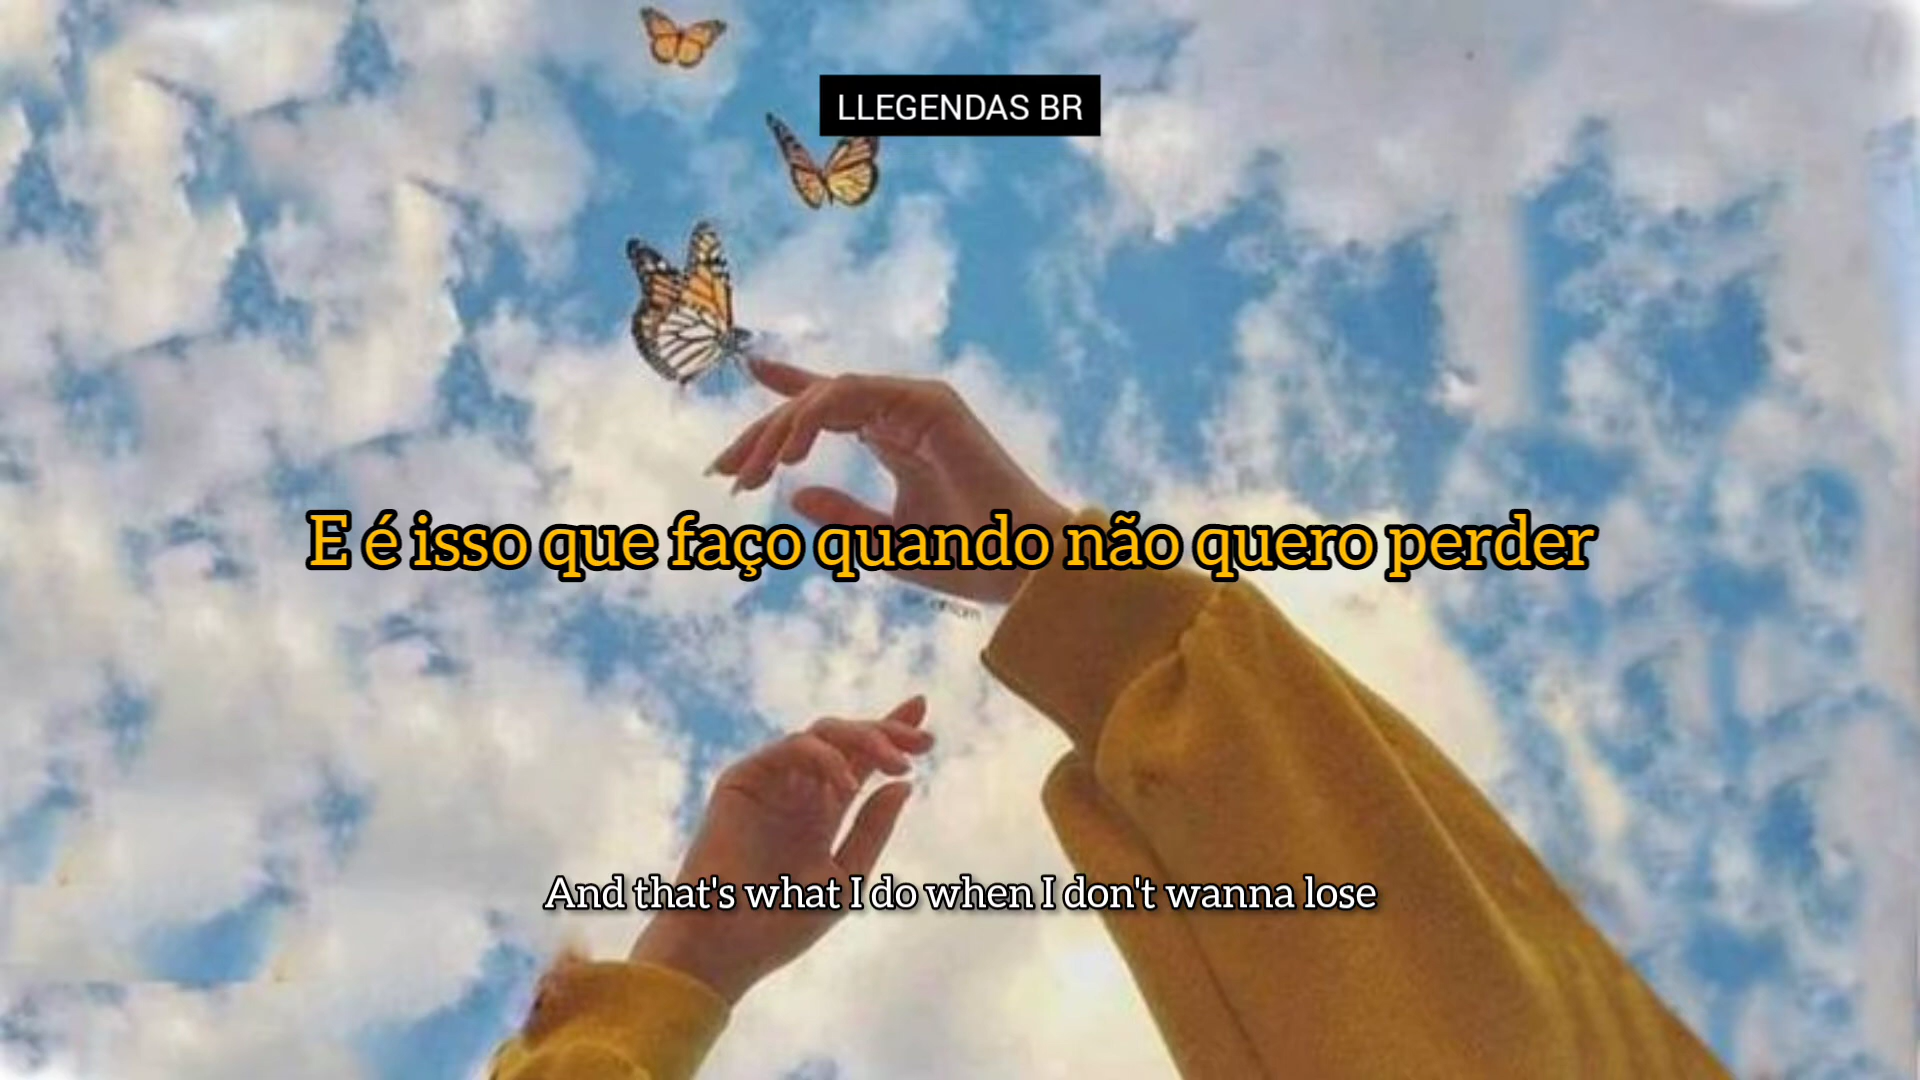 LLEGENDAS BR
E é isso que faço quando não quero perder
And that's what I do when I don't wanna lose